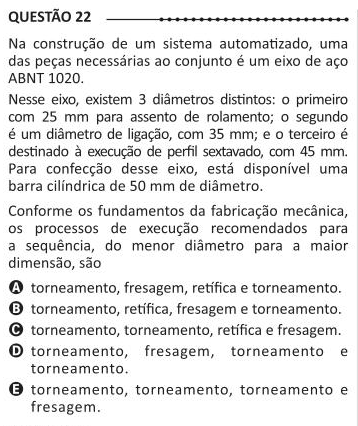 QUESTÃO 22
Na construção de um sistema automatizado, uma
das peças necessárias ao conjunto é um eixo de aço
ABNT 1020.
Nesse eixo, existem 3 diâmetros distintos: o primeiro
com 25 mm para assento de rolamento; o segundo
é um diâmetro de ligação, com 35 mm; e o terceiro é
destinado à execução de perfil sextavado, com 45 mm.
Para confecção desse eixo, está disponível uma
barra cilíndrica de 50 mm de diâmetro.
Conforme os fundamentos da fabricação mecânica,
os processos de execução recomendados para
a sequência, do menor diâmetro para a maior
dimensão, são
A torneamento, fresagem, retífica e torneamento.
B torneamento, retífica, fresagem e torneamento.
C torneamento, torneamento, retífica e fresagem.
D torneamento, fresagem, torneamento e
torneamento.
E torneamento, torneamento, torneamento e
fresagem.